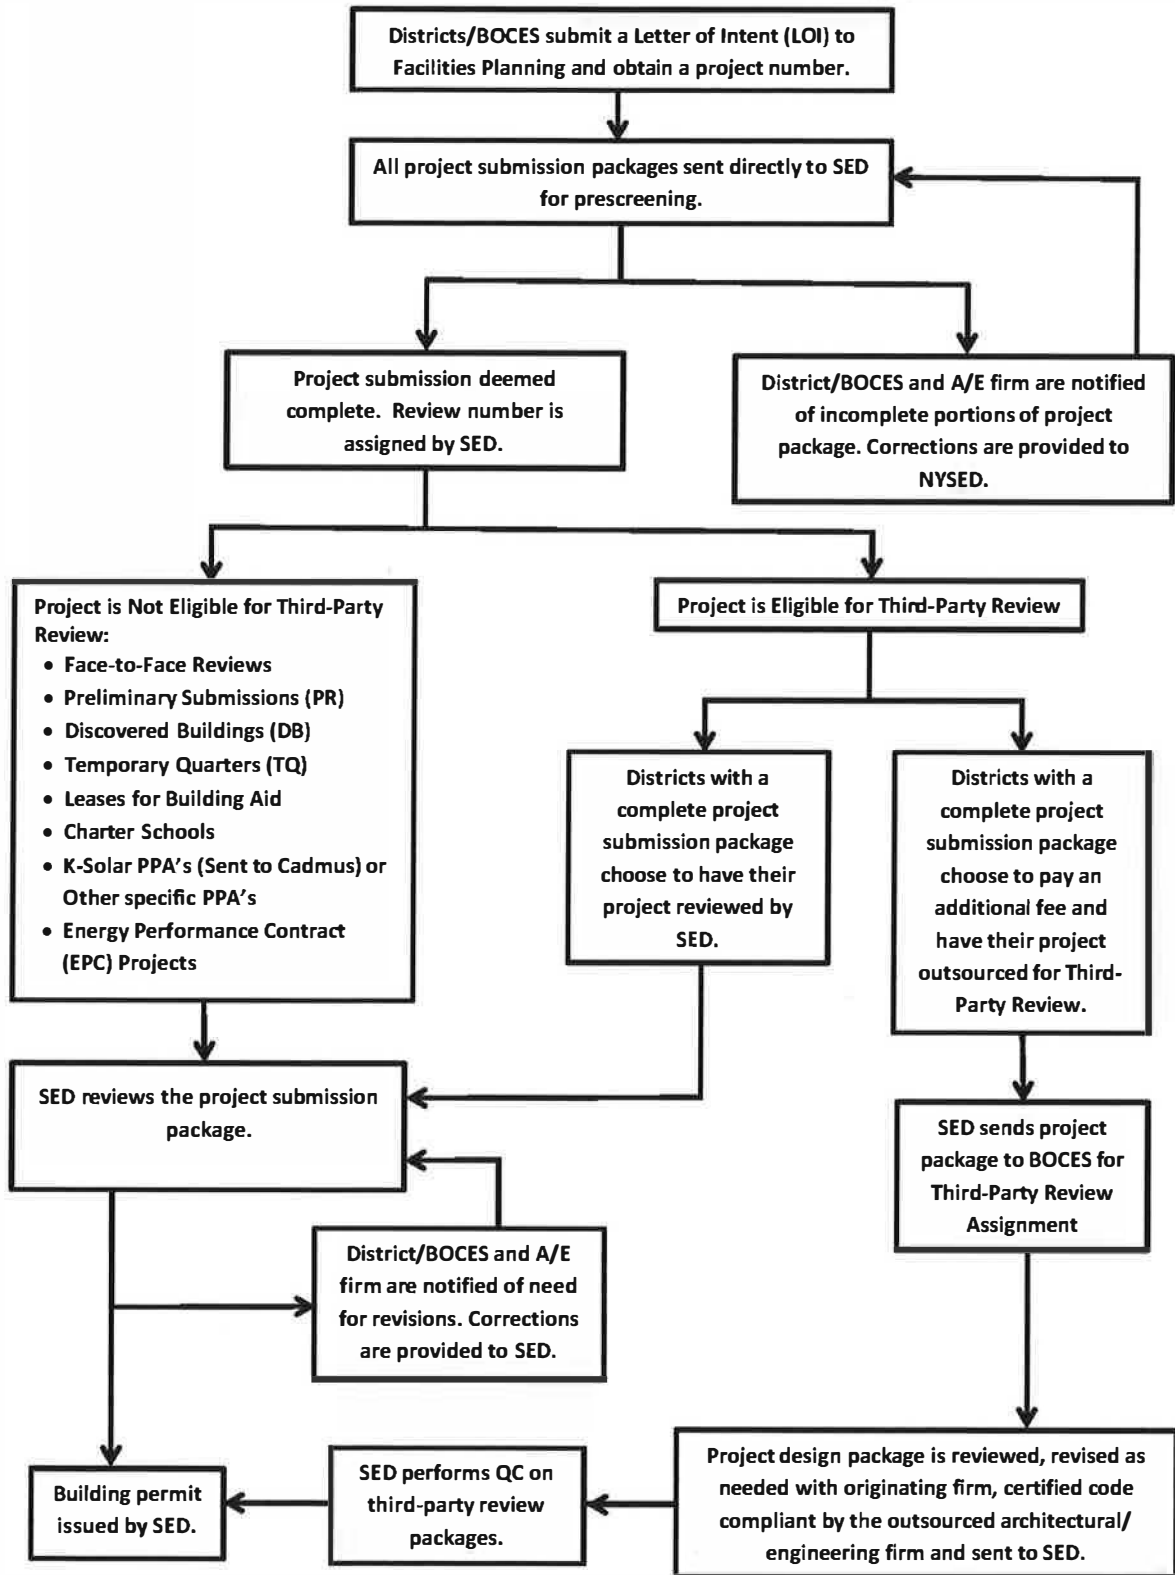 Districts/BOCES submit a Letter of Intent (LOI) to
Facilities Planning and obtain a project number.
All project submission packages sent directly to SED
for prescreening.
Project submission deemed
complete. Review number is
assigned by SED.
District/BOCES and A/E firm are notified
of incomplete portions of project
package. Corrections are provided to
NYSED.
Project is Not Eligible for Third-Party
Review:
• Face-to-Face Reviews
• Preliminary Submissions (PR)
• Discovered Buildings (DB)
• Temporary Quarters (TQ)
• Leases for Building Aid
• Charter Schools
• K-Solar PPA's (Sent to Cadmus) or
Other specific PPA's
• Energy Performance Contract
(EPC) Projects
Project is Eligible for Third-Party Review
Districts with a
complete project
submission package
choose to have their
project reviewed by
SED.
Districts with a
complete project
submission package
choose to pay an
additional fee and
have their project
outsourced for Third-
Party Review.
SED reviews the project submission
package.
SED sends project
package to BOCES for
Third-Party Review
Assignment
District/BOCES and A/E
firm are notified of need
for revisions. Corrections
are provided to SED.
Project design package is reviewed, revised as
needed with originating firm, certified code
compliant by the outsourced architectural/
engineering firm and sent to SED.
SED performs QC on
third-party review
packages.
Building permit
issued by SED.